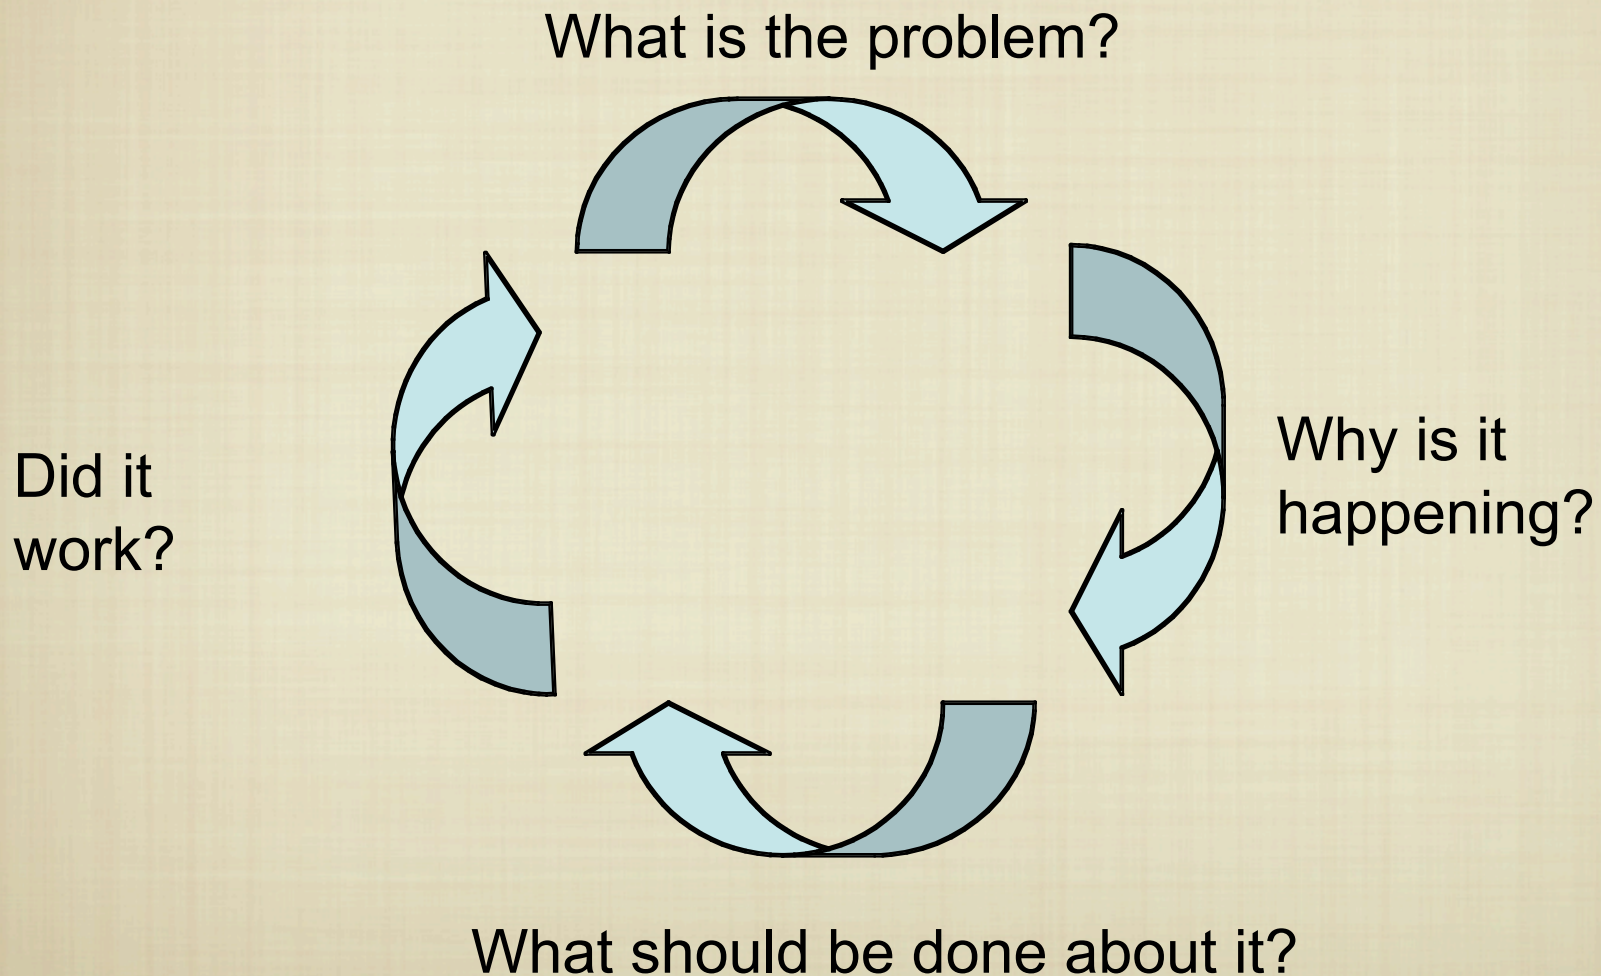 What is the problem?
Why is it
happening?
What should be done about it?
Did it
work?